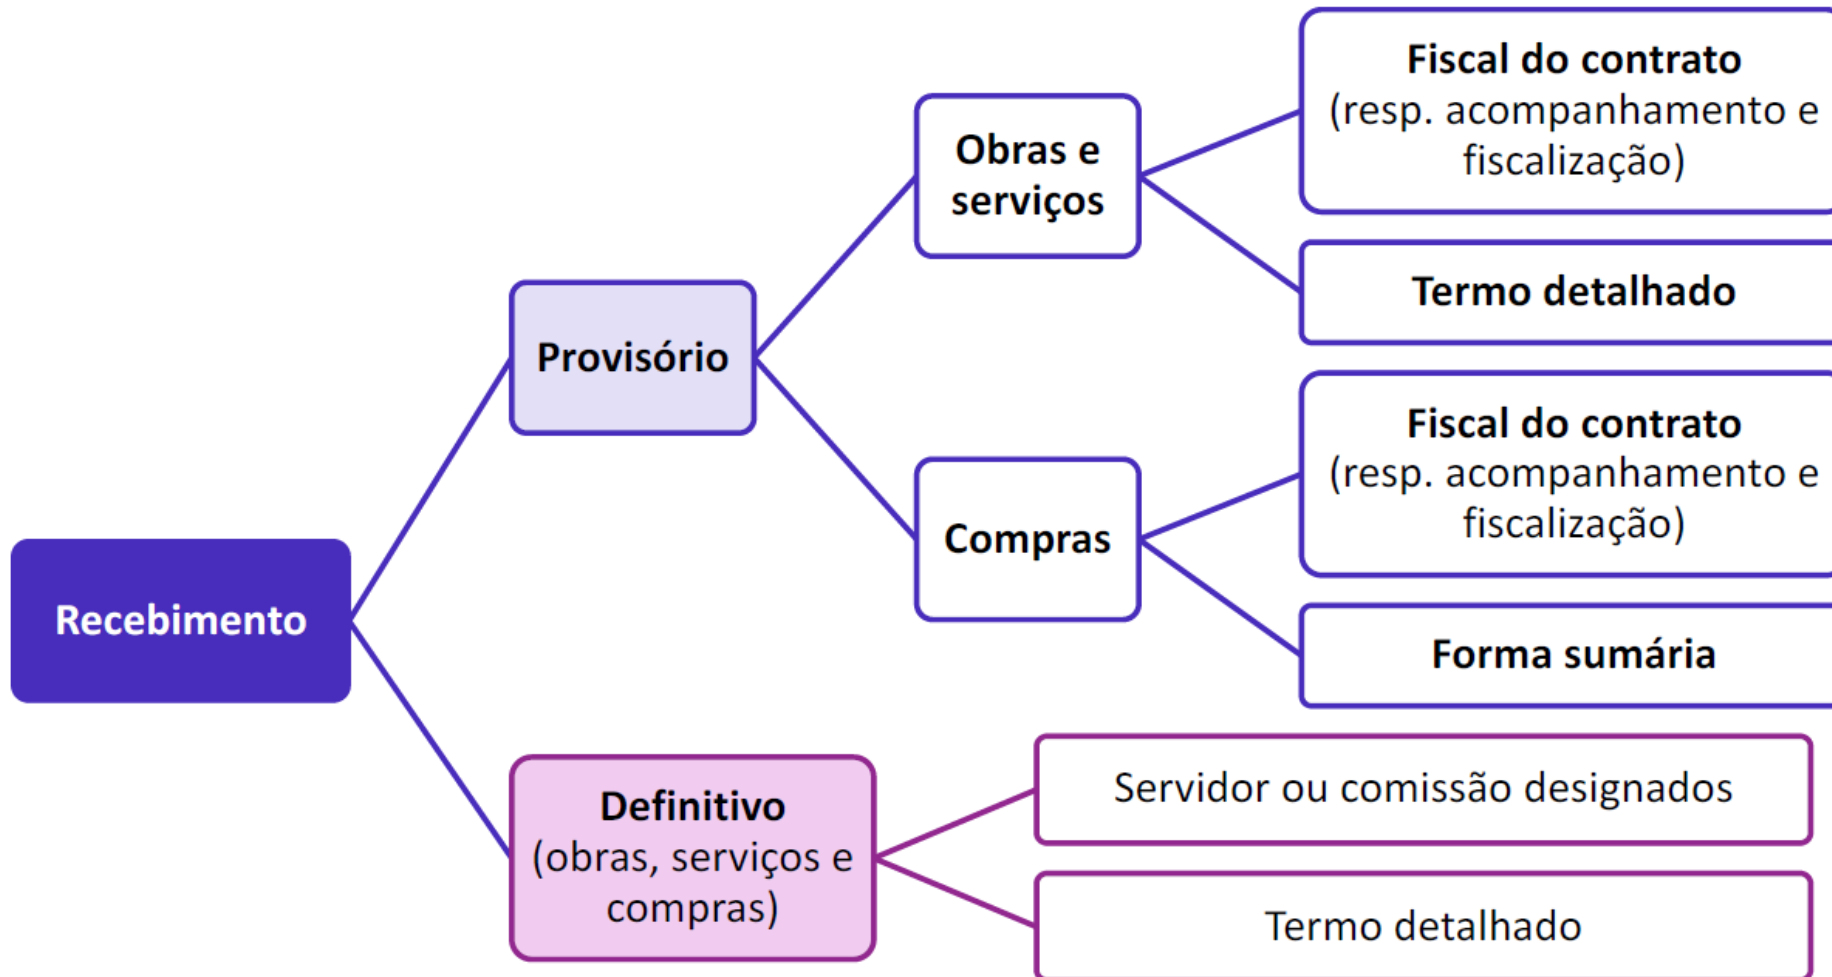 Fiscal do contrato
(resp. acompanhamento e
fiscalização)
Obras e
serviços
Termo detalhado
Provisório
Fiscal do contrato
(resp. acompanhamento e
fiscalização)
Compras
Forma sumária
Recebimento
Definitivo
(obras, serviços e
compras)
Servidor ou comissão designados
Termo detalhado